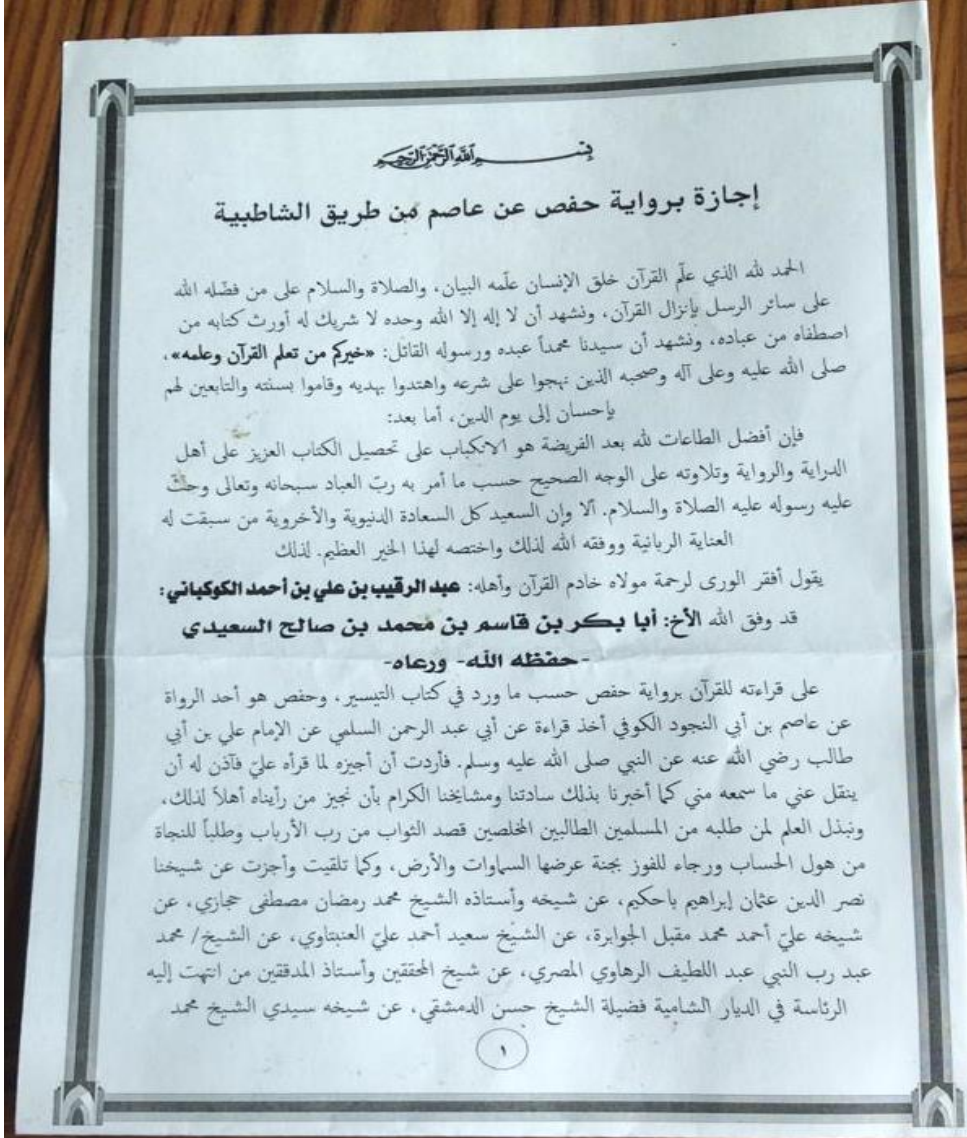 بسم الله الرحمن الرحيم
إجازة برواية حفص عن عاصم من طريق الشاطبية
الحمد لله الذي علّم القرآن خلق الإنسان علّمه البيان، والصلاة والسلام على من فضّله الله
على سائر الرسل بإنزال القرآن، ونشهد أن لا إله إلا الله وحده لا شريك له أورث كتابه من
اصطفاه من عباده، ونشهد أن سيدنا محمداً عبده ورسوله القائل: «خيركم من تعلم القرآن وعلمه»،
صلى الله عليه وعلى آله وصحبه الذين نهجوا على شرعه واهتدوا بهديه وقاموا بسنته والتابعين لهم
بإحسان إلى يوم الدين، أما بعد:
فإن أفضل الطاعات لله بعد الفريضة هو الانكباب على تحصيل الكتاب العزيز على أهل
الدراية والرواية وتلاوته على الوجه الصحيح حسب ما أمر به ربّ العباد سبحانه وتعالى وحثّ
عليه رسوله عليه الصلاة والسلام. ألا وإن السعيد كل السعادة الدنيوية والأخروية من سبقت له
العناية الربانية ووفقه الله لذلك واختصه لهذا الخير العظيم. لذلك
يقول أفقر الورى لرحمة مولاه خادم القرآن وأهله: عبد الرقيب بن علي بن أحمد الكوكباني:
قد وفق الله الأخ: أبا بكر بن قاسم بن محمد بن صالح السعيدي
-حفظه الله- ورعاه-
على قراءته للقرآن برواية حفص حسب ما ورد في كتاب التيسير، وحفص هو أحد الرواة
عن عاصم بن أبي النجود الكوفي أخذ قراءة عن أبي عبد الرحمن السلمي عن الإمام علي بن أبي
طالب رضي الله عنه عن النبي صلى الله عليه وسلم. فأردت أن أجيزه لما قرأه عليّ فآذن له أن
ينقل عني ما سمعه مني كما أخبرنا بذلك سادتنا ومشايخنا الكرام بأن نجيز من رأيناه أهلاً لذلك،
ونبذل العلم لمن طلبه من المسلمين الطالبين المخلصين قصد الثواب من رب الأرباب وطلباً للنجاة
من هول الحساب ورجاء للفوز بجنة عرضها السماوات والأرض، وكما تلقيت وأجزت عن شيخنا
نصر الدين عثمان إبراهيم باحكيم، عن شيخه وأستاذه الشيخ محمد رمضان مصطفى حجازي، عن
شيخه عليّ أحمد محمد مقبل الجوابرة، عن الشيخ سعيد أحمد عليّ العنبتاوي، عن الشيخ/ محمد
عبد رب النبي عبد اللطيف الرهاوي المصري، عن شيخ المحققين وأستاذ المدققين من انتهت إليه
الرئاسة في الديار الشامية فضيلة الشيخ حسن الدمشقي، عن شيخه سيدي الشيخ محمد
١